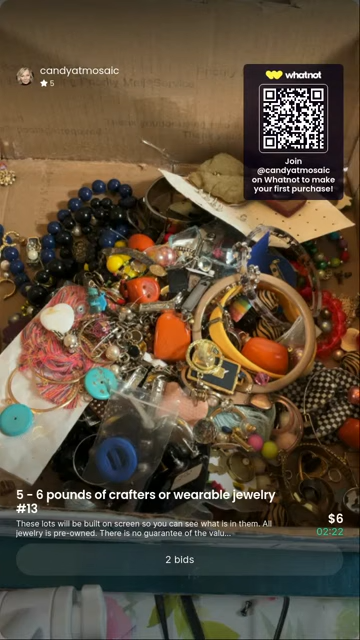 candyatmosaic
★ 5
whatnot
Join
@candyatmosaic
on Whatnot to make
your first purchase!
5 - 6 pounds of crafters or wearable jewelry
#13
$6
These lots will be built on screen so you can see what is in them. All
jewelry is pre-owned. There is no guarantee of the valu...
02:22
2 bids